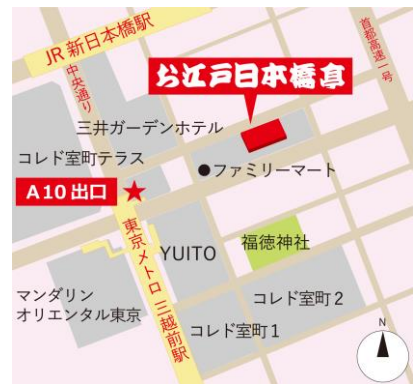 JR 新日本橋駅
中央通り
首都高速一号
お江戸日本橋亭
三井ガーデンホテル
コレド室町テラス
ファミリーマート
A10 出口
東京メトロ 三越前駅
YUITO
福徳神社
マンダリン
オリエンタル東京
コレド室町2
コレド室町1
N